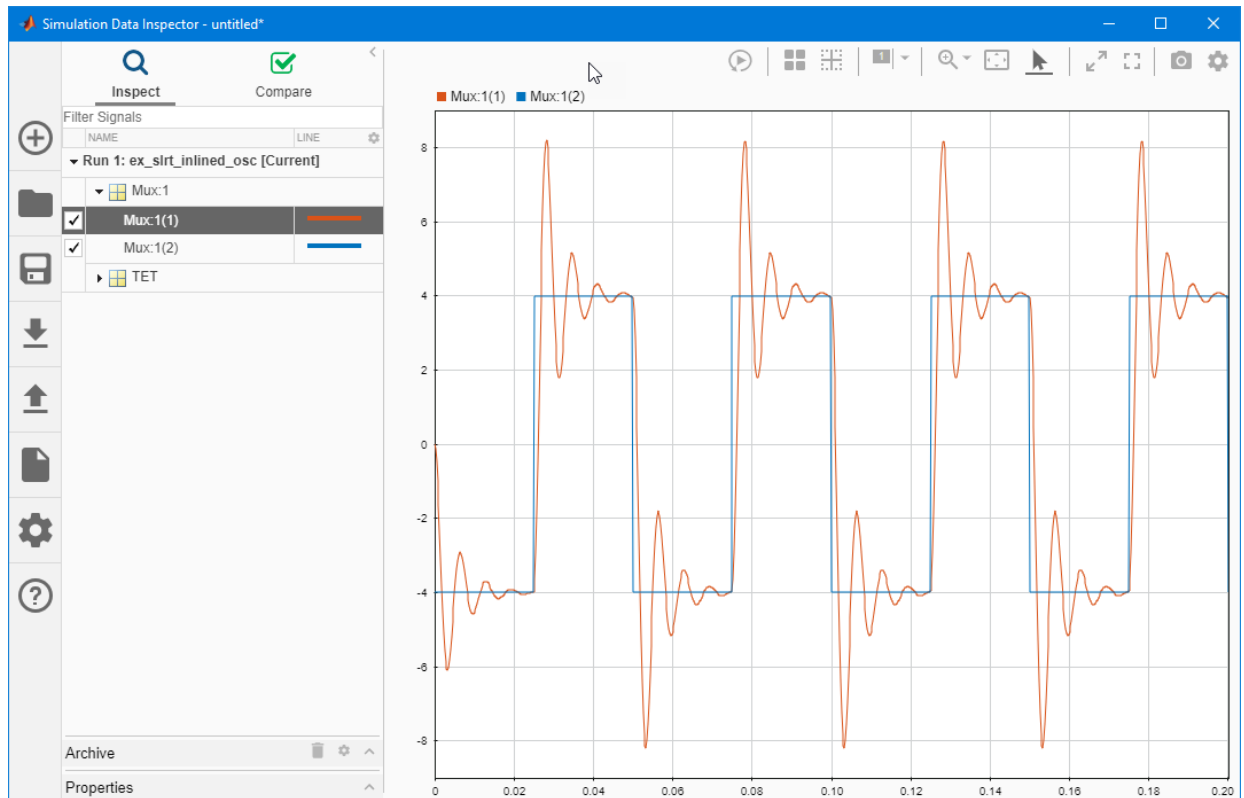 Simulation Data Inspector - untitled*
Inspect Compare
Filter Signals
NAME LINE
Run 1: ex_slrt_inlined_osc [Current]
Mux:1
Mux:1(1)
Mux:1(2)
TET
Archive
Properties
1
Mux:1(1) Mux:1(2)
8
6
4
2
0
-2
-4
-6
-8
0 0.02 0.04 0.06 0.08 0.10 0.12 0.14 0.16 0.18 0.20